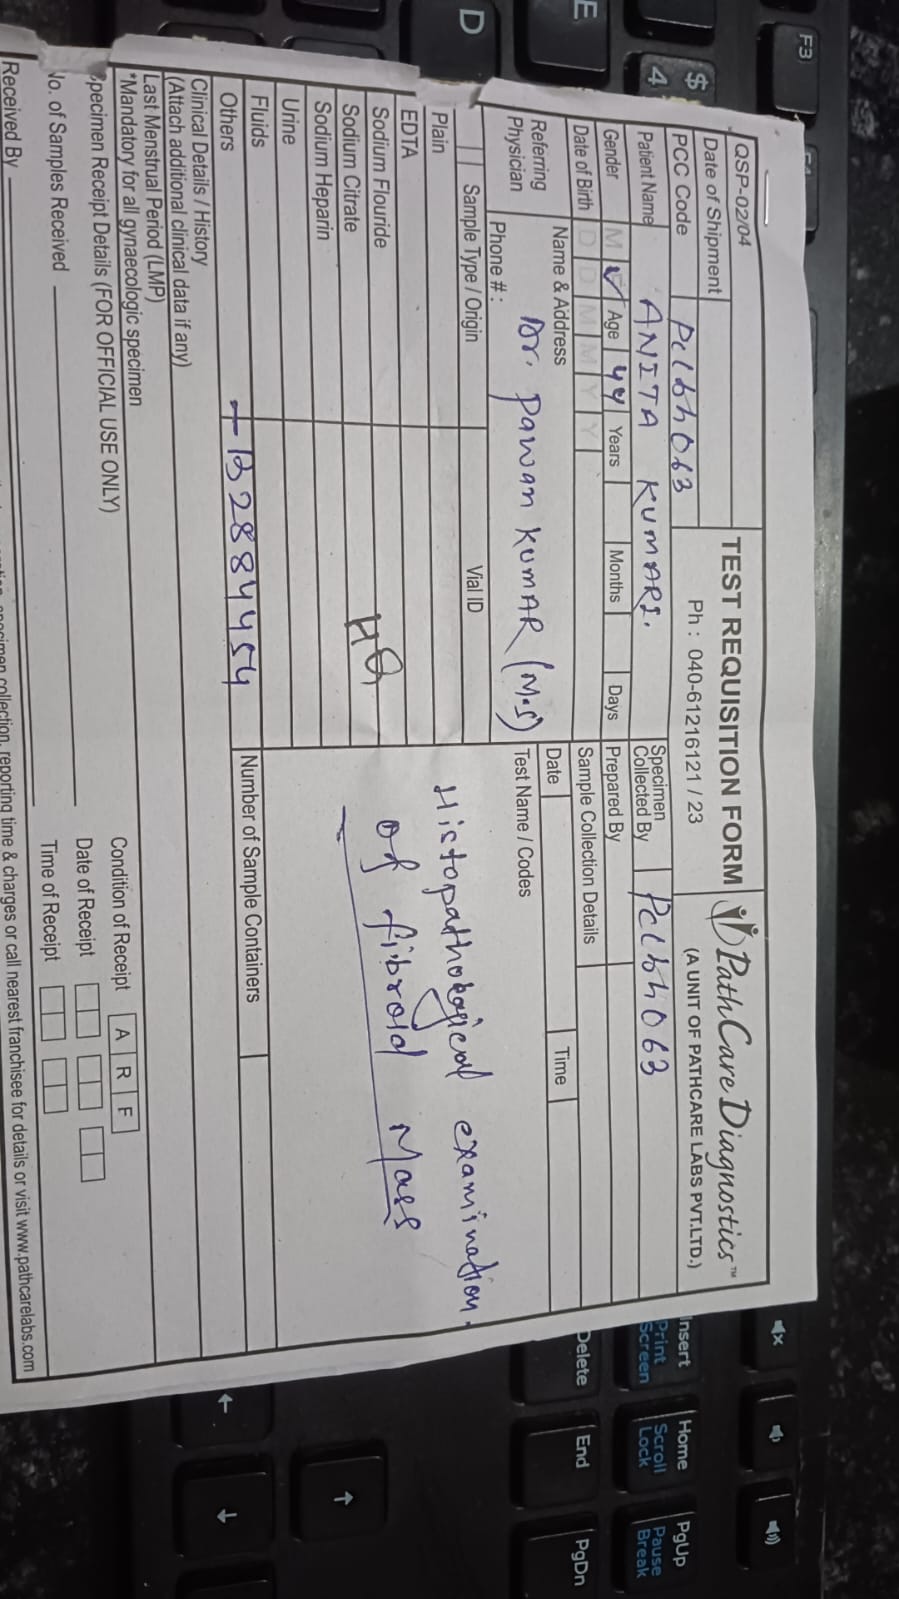 QSP-02/04
TEST REQUISITION FORM
PathCare Diagnostics™
Date of Shipment
Ph : 040-61216121 / 23
(A UNIT OF PATHCARE LABS PVT.LTD.)
PCC Code Pclbh063
Specimen Collected By Pclbh063
Patient Name ANITA KUMARI.
Gender M ✓ Age 44 Years Months Days
Prepared By
Date of Birth D D M M Y Y
Sample Collection Details
Referring Physician
Name & Address
Dr. Pawan KUMAR (M.S)
Phone # :
Date Time
Test Name / Codes
Histopathological examination.
of fibroid Mass
Sample Type / Origin Vial ID
Plain
EDTA
Sodium Flouride
Sodium Citrate
Sodium Heparin
Urine
Fluids
Others B2884454
Number of Sample Containers
Clinical Details / History
(Attach additional clinical data if any)
Last Menstrual Period (LMP)
*Mandatory for all gynaecologic specimen
Specimen Receipt Details (FOR OFFICIAL USE ONLY)
Condition of Receipt A R F
No. of Samples Received
Date of Receipt
Received By
Time of Receipt
specimen collection, reporting time & charges or call nearest franchisee for details or visit www.pathcarelabs.com
F3
$
4
E
D
Insert
Print Screen
Delete
Home
Scroll Lock
End
PgUp
Pause Break
PgDn